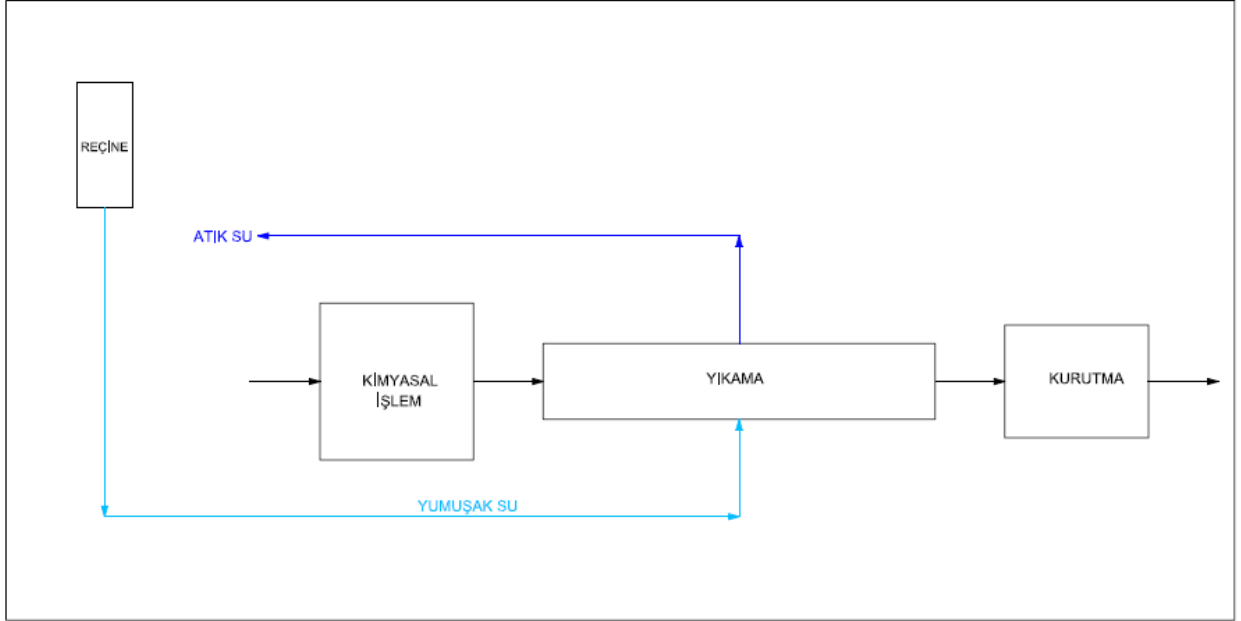 REÇİNE
ATIK SU
KİMYASAL
İŞLEM
YIKAMA
KURUTMA
YUMUŞAK SU